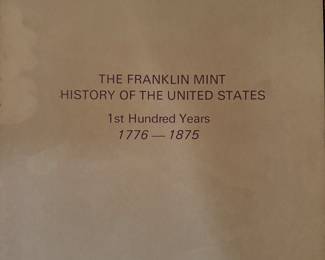 THE FRANKLIN MINT
HISTORY OF THE UNITED STATES
1st Hundred Years
1776 — 1875